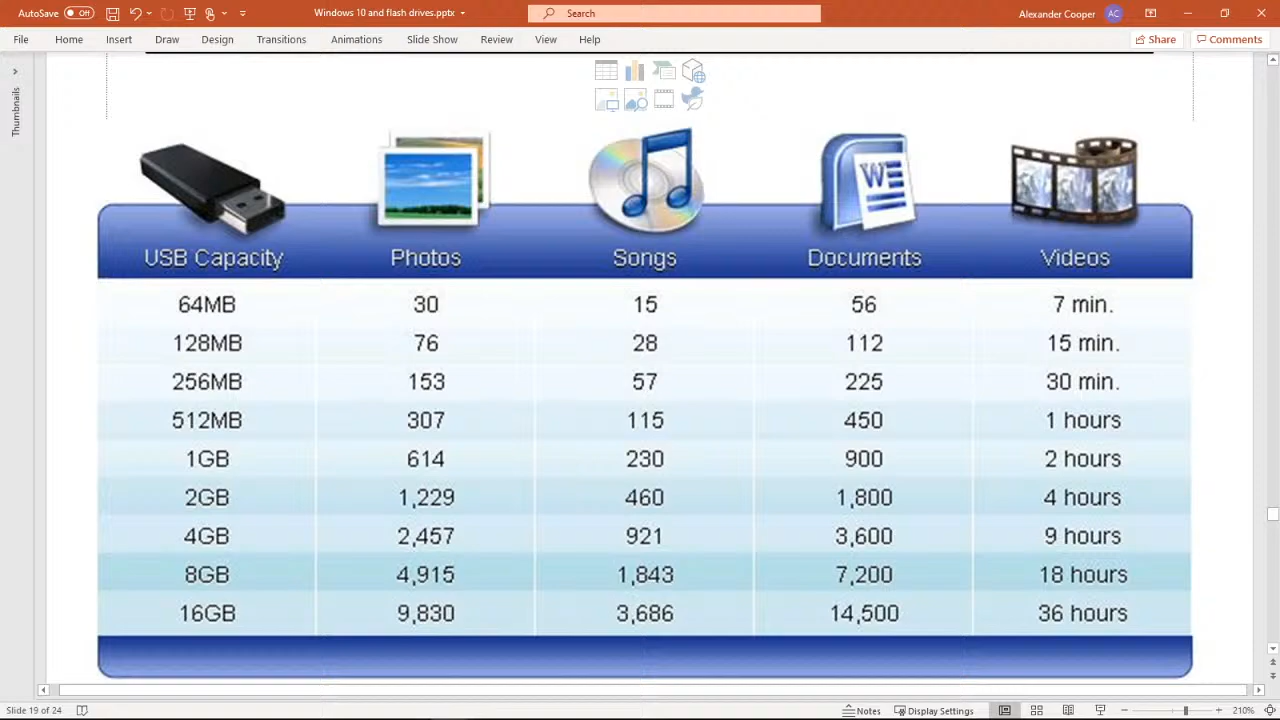 AutoSave Off Windows 10 and flash drives.pptx Search Alexander Cooper AC
File Home Insert Draw Design Transitions Animations Slide Show Review View Help Share Comments
Thumbnails
W
USB Capacity Photos Songs Documents Videos
64MB 30 15 56 7 min.
128MB 76 28 112 15 min.
256MB 153 57 225 30 min.
512MB 307 115 450 1 hours
1GB 614 230 900 2 hours
2GB 1,229 460 1,800 4 hours
4GB 2,457 921 3,600 9 hours
8GB 4,915 1,843 7,200 18 hours
16GB 9,830 3,686 14,500 36 hours
Slide 19 of 24 Notes Display Settings 210%